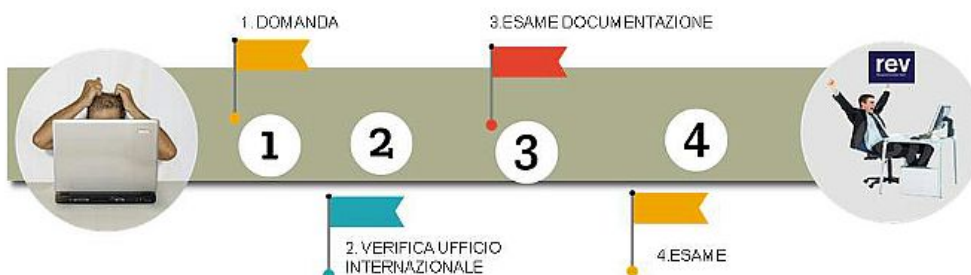 1. DOMANDA
3.ESAME DOCUMENTAZIONE
rev
1
2
3
4
2. VERIFICA UFFICIO
INTERNAZIONALE
4.ESAME